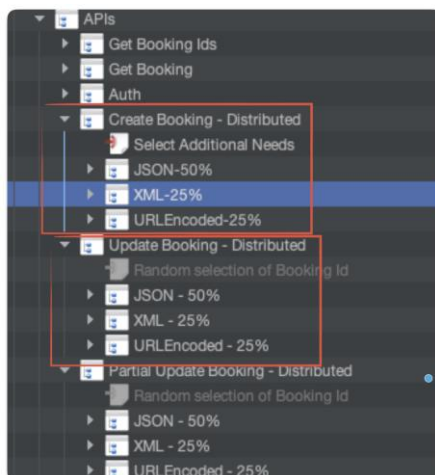 APIs
Get Booking Ids
Get Booking
Auth
Create Booking - Distributed
Select Additional Needs
JSON-50%
XML-25%
URLEncoded-25%
Update Booking - Distributed
Random selection of Booking Id
JSON - 50%
XML - 25%
URLEncoded - 25%
Partial Update Booking - Distributed
Random selection of Booking Id
JSON - 50%
XML - 25%
URLEncoded - 25%